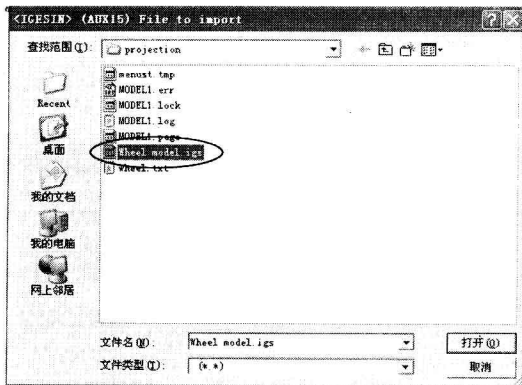 <IGESIN> (AUX15) File to import
查找范围(I):
projection
menust.tmp
MODEL1.err
MODEL1.lock
MODEL1.log
MODEL1.page
Wheel model.igs
wheel.txt
Recent
桌面
我的文档
我的电脑
网上邻居
文件名(N):
Wheel model.igs
打开(O)
文件类型(T):
(*.*)
取消